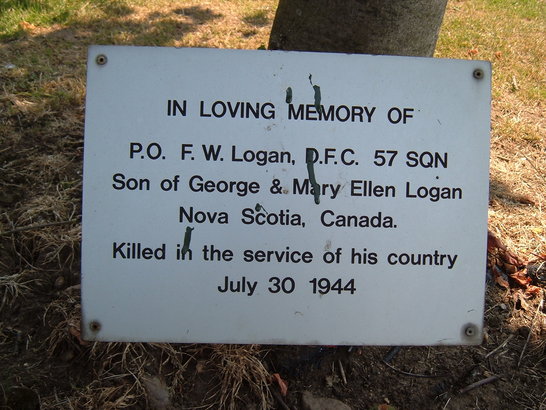 IN LOVING MEMORY OF
P.O. F.W. Logan, D.F.C. 57 SQN
Son of George & Mary Ellen Logan
Nova Scotia, Canada.
Killed in the service of his country
July 30 1944